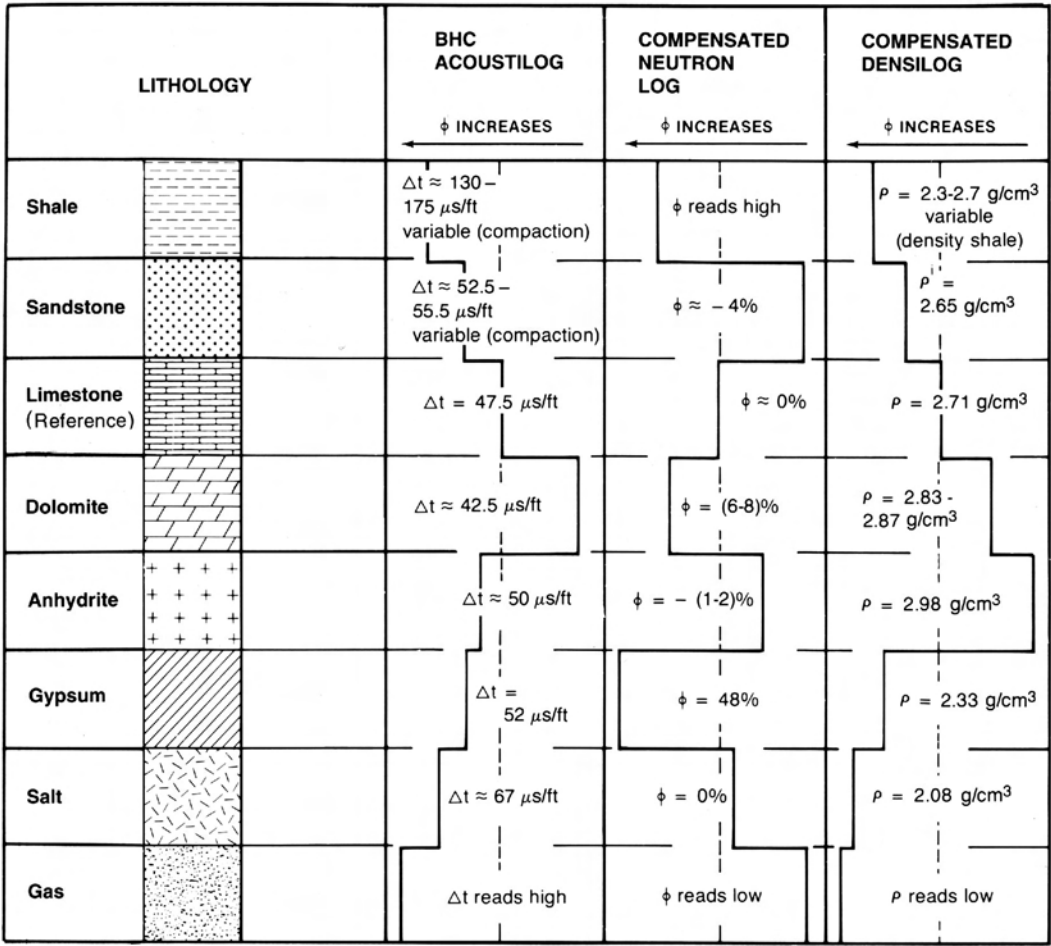 LITHOLOGY
BHC
ACOUSTILOG
ϕ INCREASES
COMPENSATED
NEUTRON
LOG
ϕ INCREASES
COMPENSATED
DENSILOG
ϕ INCREASES
Shale
Δt ≈ 130 –
175 μs/ft
variable (compaction)
ϕ reads high
ρ = 2.3-2.7 g/cm³
variable
(density shale)
Sandstone
Δt ≈ 52.5 –
55.5 μs/ft
variable (compaction)
ϕ ≈ – 4%
ρ =
2.65 g/cm³
Limestone
(Reference)
Δt = 47.5 μs/ft
ϕ ≈ 0%
ρ = 2.71 g/cm³
Dolomite
Δt ≈ 42.5 μs/ft
ϕ = (6-8)%
ρ = 2.83 -
2.87 g/cm³
Anhydrite
Δt ≈ 50 μs/ft
ϕ = – (1-2)%
ρ = 2.98 g/cm³
Gypsum
Δt =
52 μs/ft
ϕ = 48%
ρ = 2.33 g/cm³
Salt
Δt ≈ 67 μs/ft
ϕ = 0%
ρ = 2.08 g/cm³
Gas
Δt reads high
ϕ reads low
ρ reads low